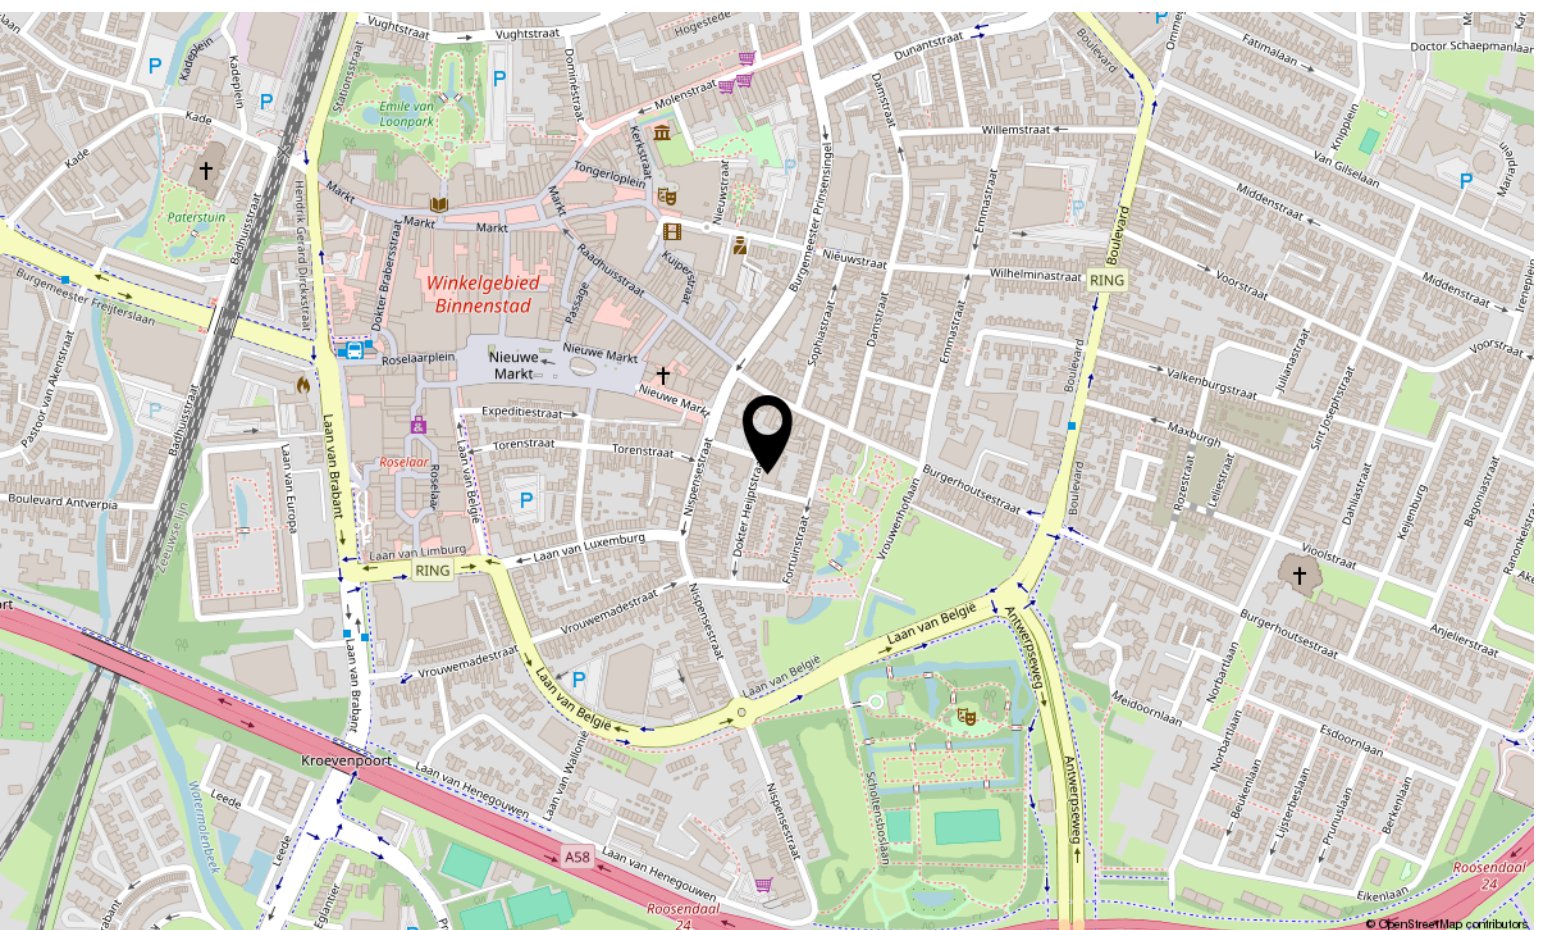 Vughtstraat
Vughtstraat
Hogestede
Dunantstraat
Boulevard
Fatimalaan
Doctor Schaepmanlaan
Kadeplein
Kadeplein
P
P
P
P
Stationsstraat
Dominéstraat
Emile van
Loonpark
Molenstraat
Damstraat
Willemstraat
Knipplein
Van Gilselaan
Mariaplein
P
Kade
Kade
Kerkstraat
Tongerloplein
P
Paterstuin
Badhuisstraat
Hendrik Gerard Dirckxstraat
Markt
Markt
Markt
Markt
Nieuwstraat
Burgemeester Prinsensingel
Emmastraat
P
Middenstraat
Boulevard
Winkelgebied
Binnenstad
Raadhuisstraat
Kuiperstraat
Nieuwstraat
Wilhelminastraat
RING
Voorstraat
Middenstraat
Ireneplein
Burgemeester Freijterslaan
Dokter Brabersstraat
Passage
Sophiastraat
Damstraat
Emmastraat
Boulevard
Julianastraat
Voorstraat
Pastoor van Akenstraat
Roselaarplein
Nieuwe
Markt
Nieuwe Markt
Nieuwe Markt
Valkenburgstraat
Sint Josephstraat
Badhuisstraat
P
Expeditiestraat
Torenstraat
Torenstraat
Maxburgh
Laan van Brabant
Laan van België
Roselaar
Roselaar
Nispensestraat
Burgerhoutsestraat
Boulevard
Rozestraat
Leliestraat
Dahliastraat
Keijenburg
Begoniastraat
Boulevard Antverpia
Laan van Europa
Zeeuwse lijn
P
Laan van Limburg
Laan van Luxemburg
Fortuinstraat
Vrouwenhoflaan
Vioolstraat
RING
Vrouwemadestraat
Nispensestraat
Laan van België
Antwerpseweg
Burgerhoutsestraat
Anjelierstraat
Laan van Brabant
Vrouwemadestraat
P
Laan van België
Laan van België
Norbartlaan
Meidoornlaan
Norbartlaan
Esdoornlaan
Kroevenpoort
Laan van Henegouwen
Laan van Wallonië
Nispensestraat
Scholtensboslaan
Antwerpseweg
Beukenlaan
Lijsterbeslaan
Prunuslaan
Berkenlaan
Watermolenbeek
Leede
Leede
A58
Laan van Henegouwen
Roosendaal
24
Roosendaal
24
Eikenlaan
Eglantier
© OpenStreetMap contributors